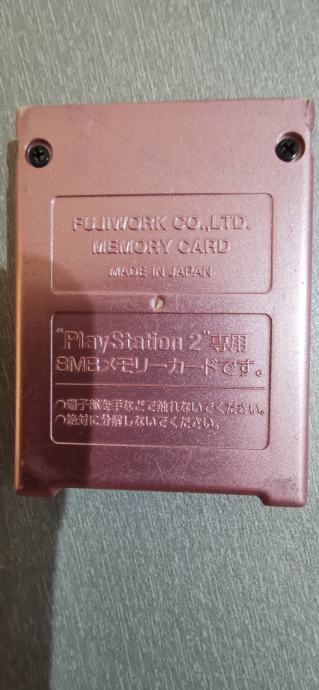 FUJIWORK CO.,LTD.
MEMORY CARD
MADE IN JAPAN
"PlayStation 2"専用
8MBメモリーカードです。
○端子部を手などで触れないでください。
○絶対に分解しないでください。